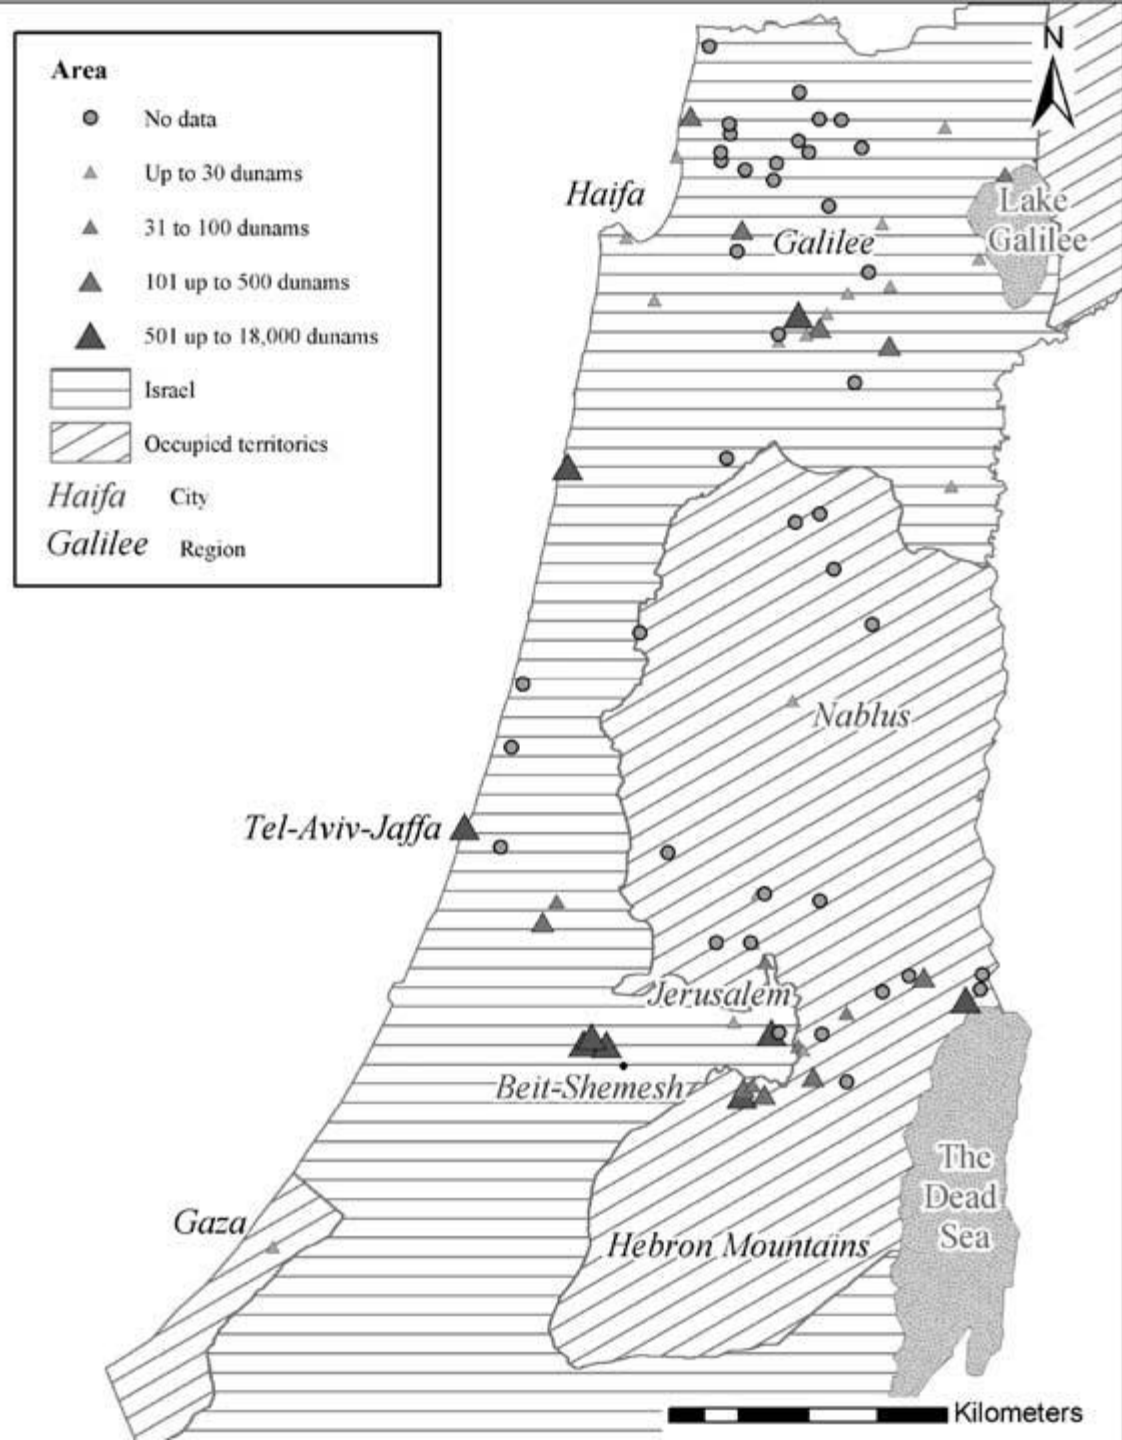 Area
No data
Up to 30 dunams
31 to 100 dunams
101 up to 500 dunams
501 up to 18,000 dunams
Israel
Occupied territories
Haifa City
Galilee Region
N
Haifa
Lake
Galilee
Galilee
Nablus
Tel-Aviv-Jaffa
Jerusalem
Beit-Shemesh
The
Dead
Sea
Gaza
Hebron Mountains
Kilometers